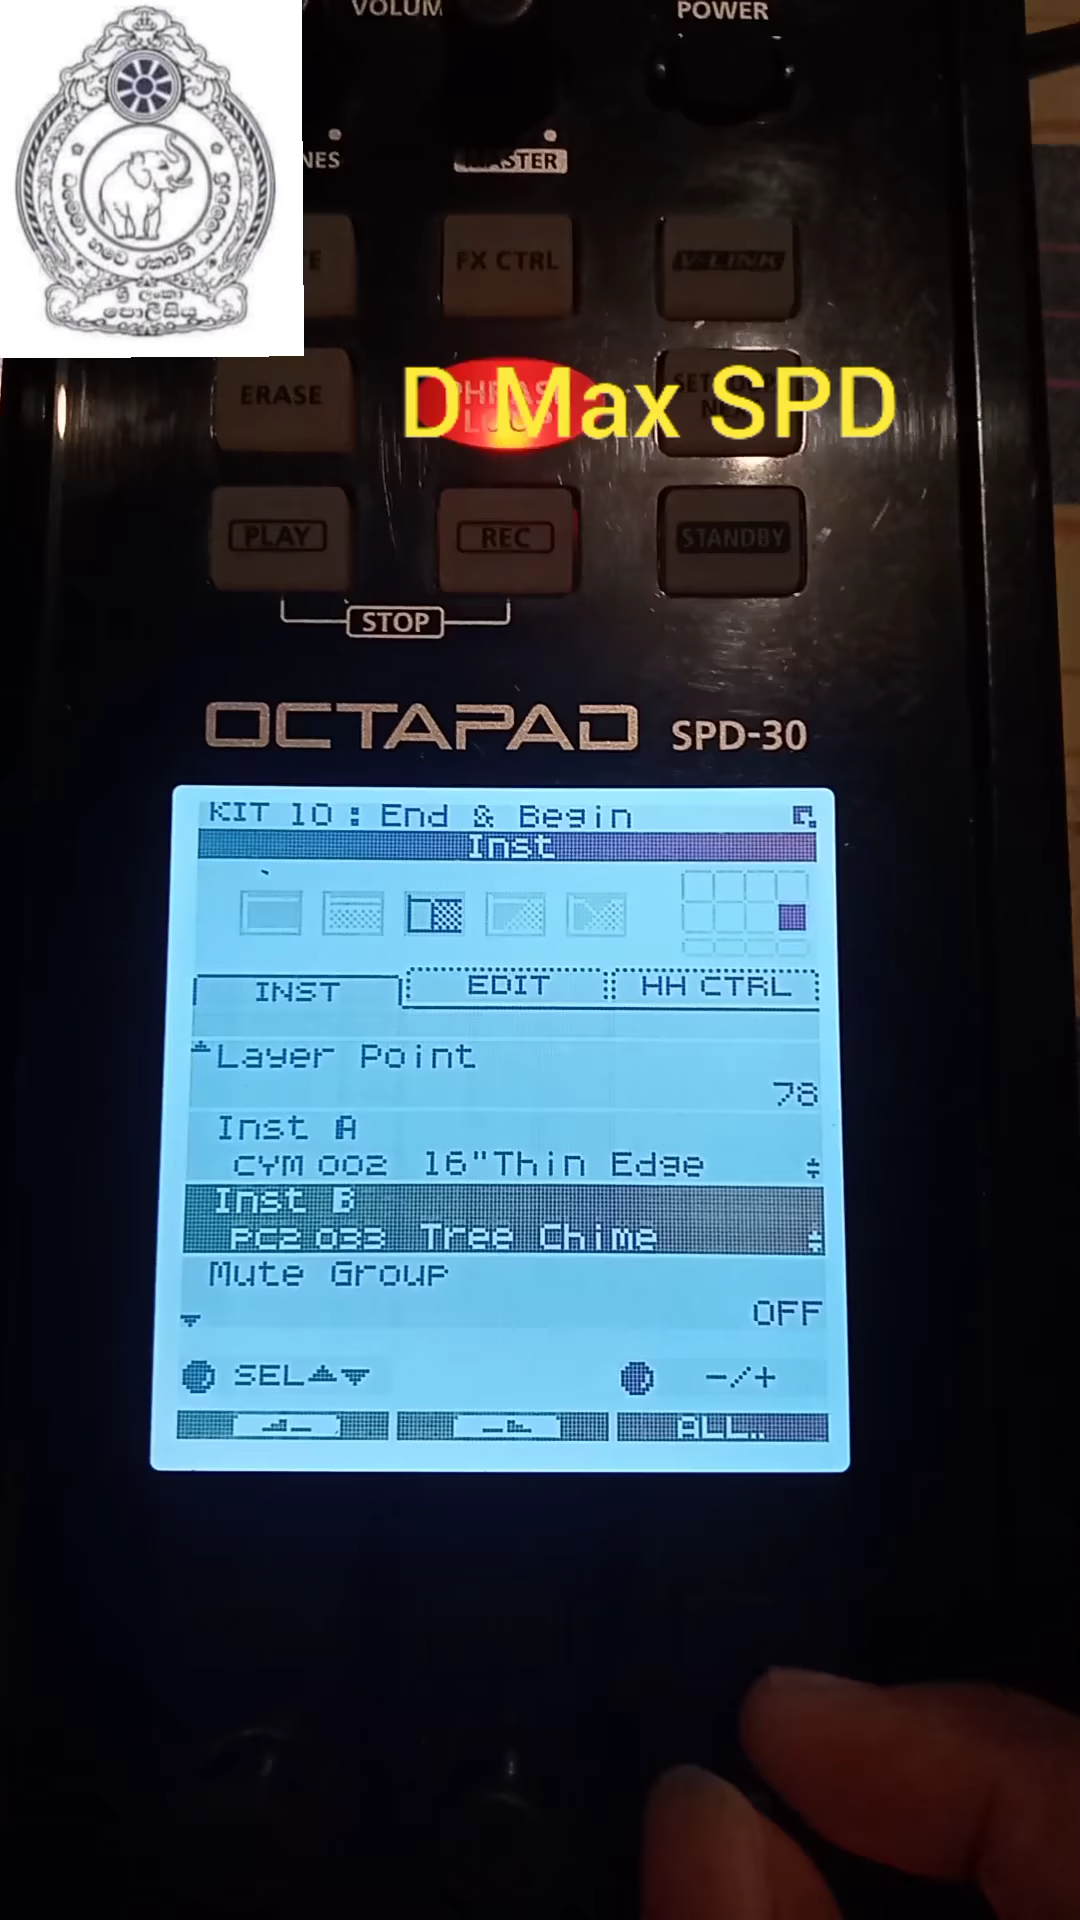 VOLUM
POWER
NES
MASTER
TE
FX CTRL
V-LINK
ශ්‍රී ලංකා
පොලීසිය
ERASE
PHRASE
LOOP
D Max SPD
PLAY
REC
STANDBY
STOP
OCTAPAD SPD-30
KIT 10 : End & Begin
Inst
INST EDIT HH CTRL
Layer Point
78
Inst A
CYM 002 16"Thin Edge
Inst B
PC2 033 Tree Chime
Mute Group
OFF
SEL -/+
ALL..